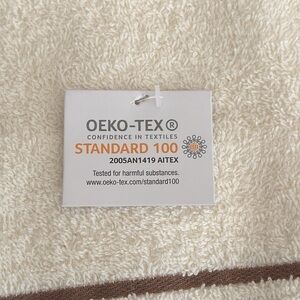 OEKO-TEX®
CONFIDENCE IN TEXTILES
STANDARD 100
2005AN1419 AITEX
Tested for harmful substances.
www.oeko-tex.com/standard100